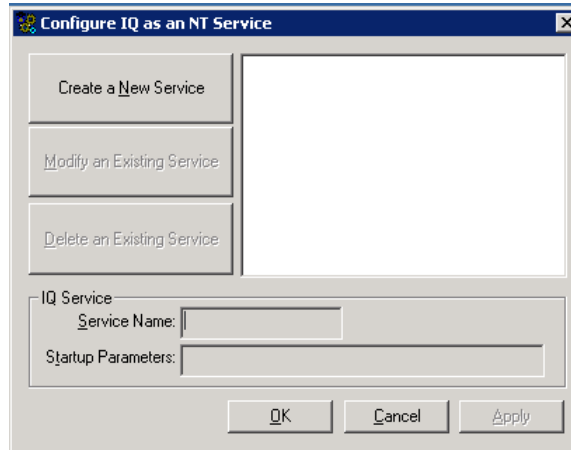 Configure IQ as an NT Service
Create a New Service
Modify an Existing Service
Delete an Existing Service
IQ Service
Service Name:
Startup Parameters:
OK
Cancel
Apply